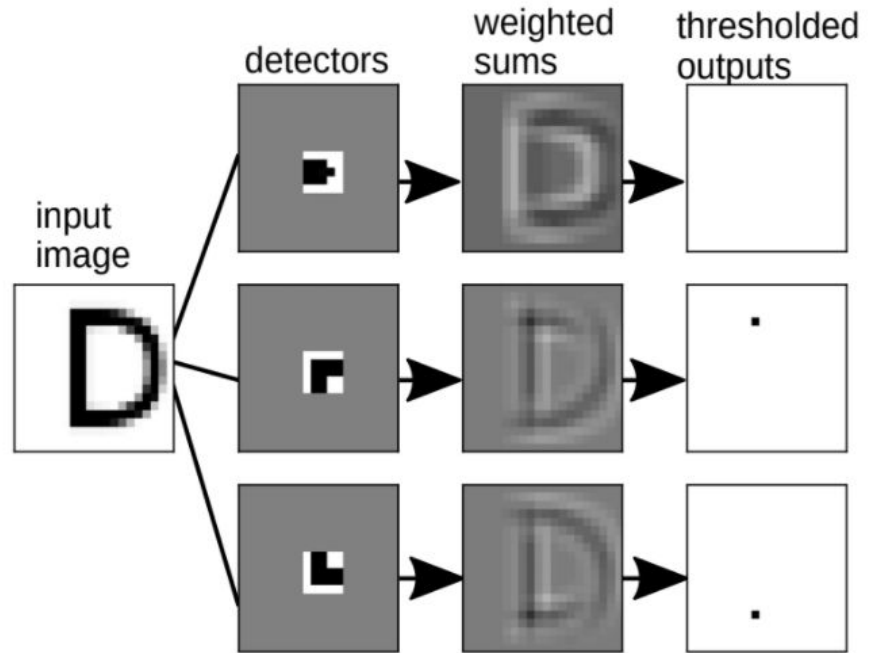 detectors
weighted
sums
thresholded
outputs
input
image
D